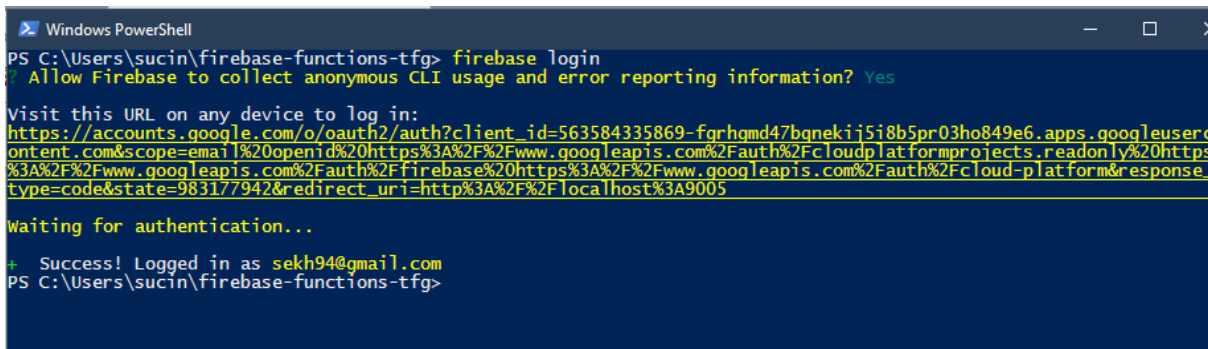 Windows PowerShell
PS C:\Users\sucin\firebase-functions-tfg> firebase login
? Allow Firebase to collect anonymous CLI usage and error reporting information? Yes
Visit this URL on any device to log in:
https://accounts.google.com/o/oauth2/auth?client_id=563584335869-fgrhgmd47bqnekij5i8b5pr03ho849e6.apps.googleuserc
ontent.com&scope=email%20openid%20https%3A%2F%2Fwww.googleapis.com%2Fauth%2Fcloudplatformprojects.readonly%20https
%3A%2F%2Fwww.googleapis.com%2Fauth%2Ffirebase%20https%3A%2F%2Fwww.googleapis.com%2Fauth%2Fcloud-platform&response_
type=code&state=983177942&redirect_uri=http%3A%2F%2Flocalhost%3A9005
Waiting for authentication...
+  Success! Logged in as sekh94@gmail.com
PS C:\Users\sucin\firebase-functions-tfg>